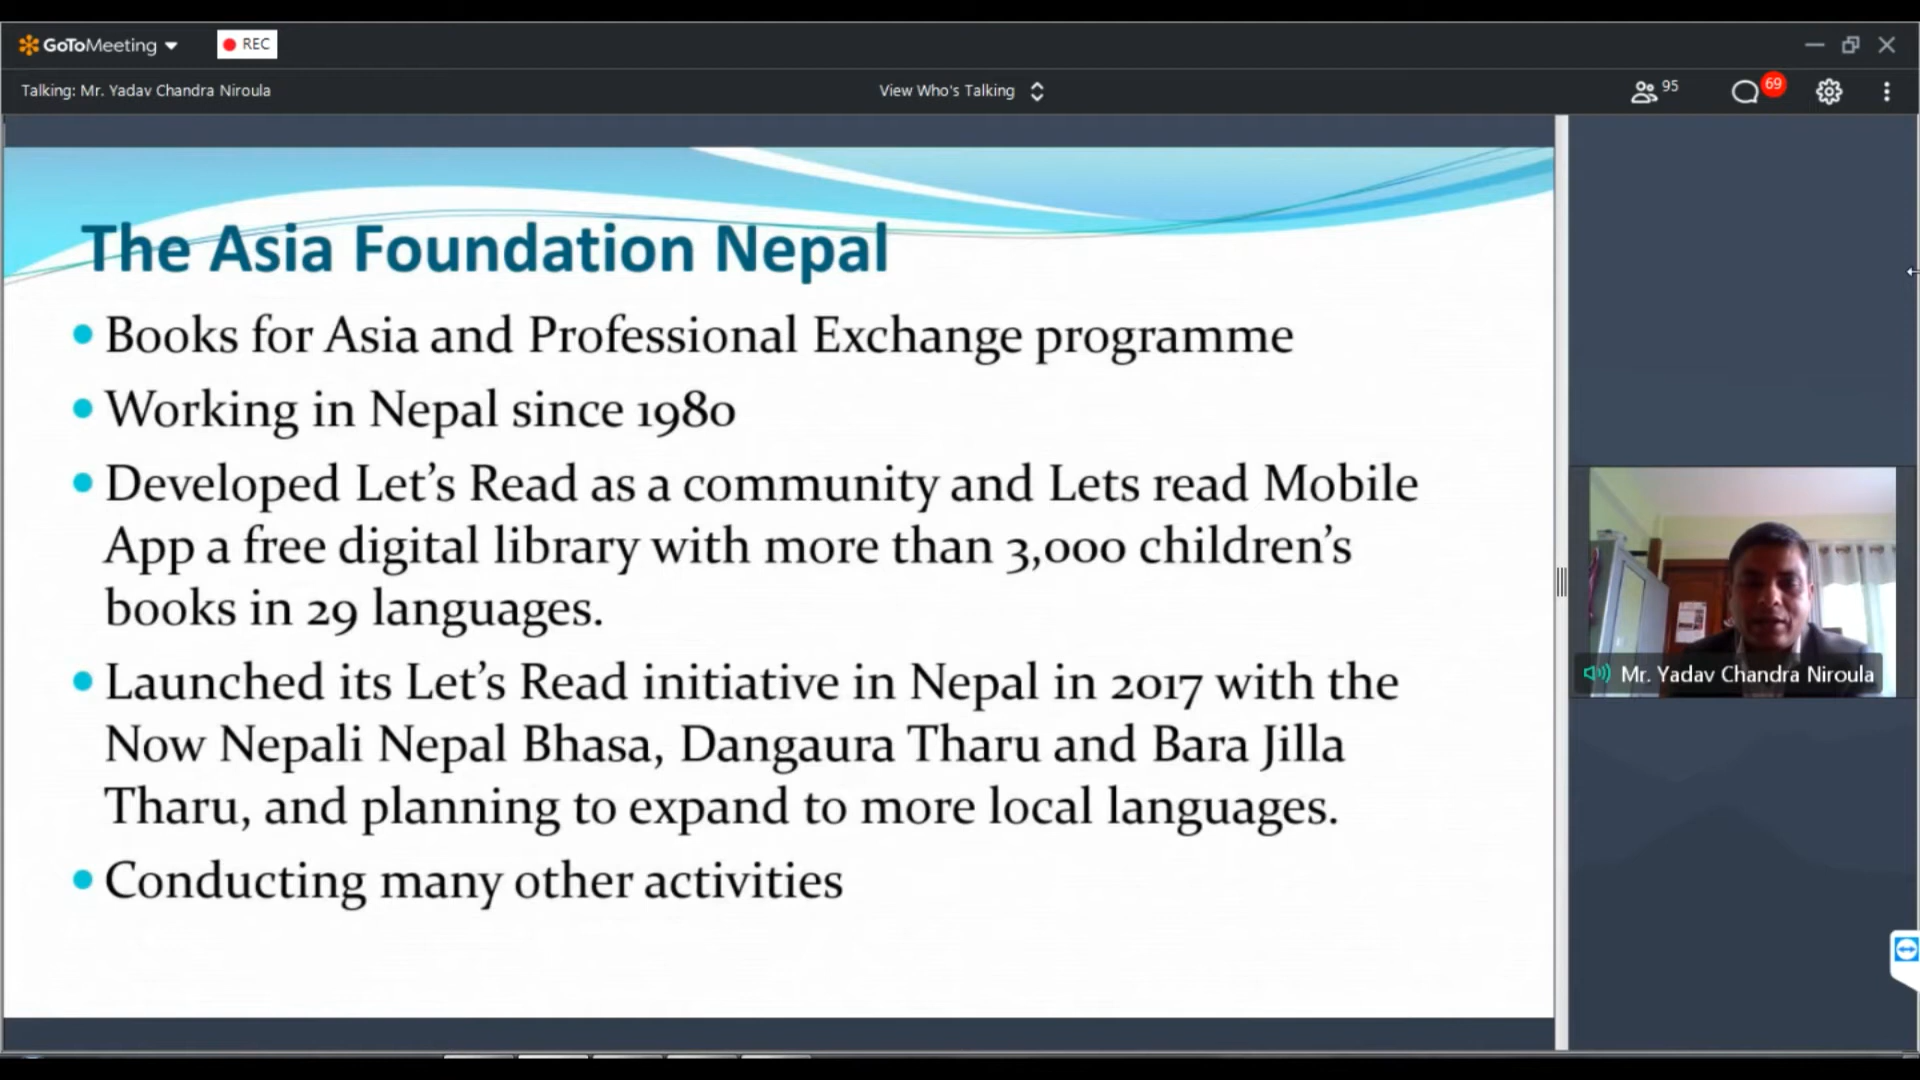 GoToMeeting
REC
Talking: Mr. Yadav Chandra Niroula
View Who's Talking
95
69
The Asia Foundation Nepal
• Books for Asia and Professional Exchange programme
• Working in Nepal since 1980
• Developed Let's Read as a community and Lets read Mobile
App a free digital library with more than 3,000 children's
books in 29 languages.
• Launched its Let's Read initiative in Nepal in 2017 with the
Now Nepali Nepal Bhasa, Dangaura Tharu and Bara Jilla
Tharu, and planning to expand to more local languages.
• Conducting many other activities
Mr. Yadav Chandra Niroula